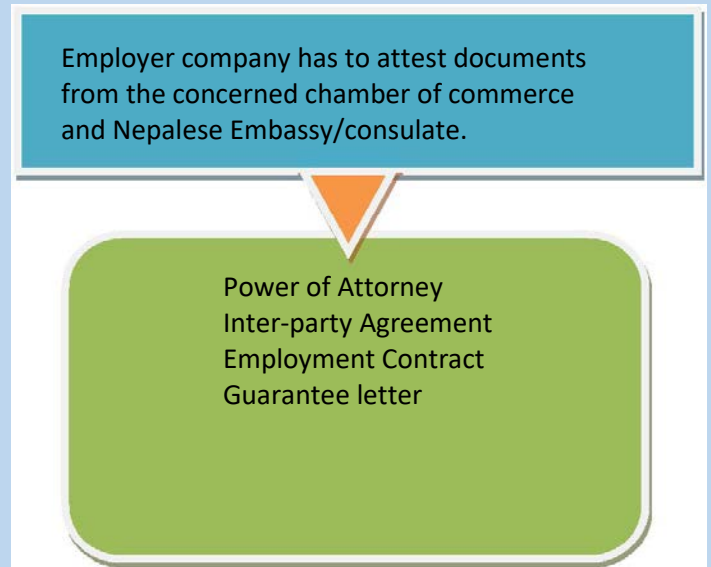 Employer company has to attest documents
from the concerned chamber of commerce
and Nepalese Embassy/consulate.
Power of Attorney
Inter-party Agreement
Employment Contract
Guarantee letter